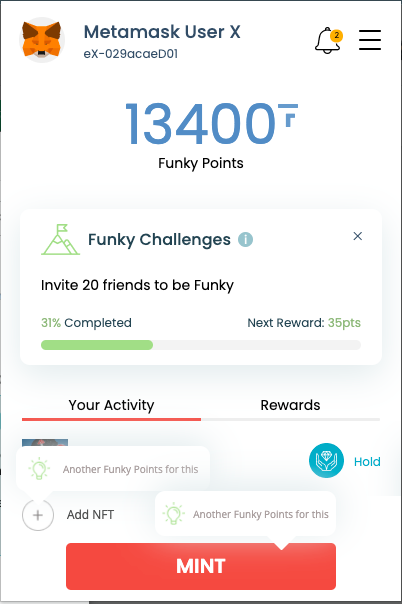 Metamask User X
eX-029acaeD01
2
13400
Funky Points
Funky Challenges i
Invite 20 friends to be Funky
31% Completed
Next Reward: 35pts
Your Activity
Rewards
Hold
Another Funky Points for this
Add NFT
Another Funky Points for this
MINT